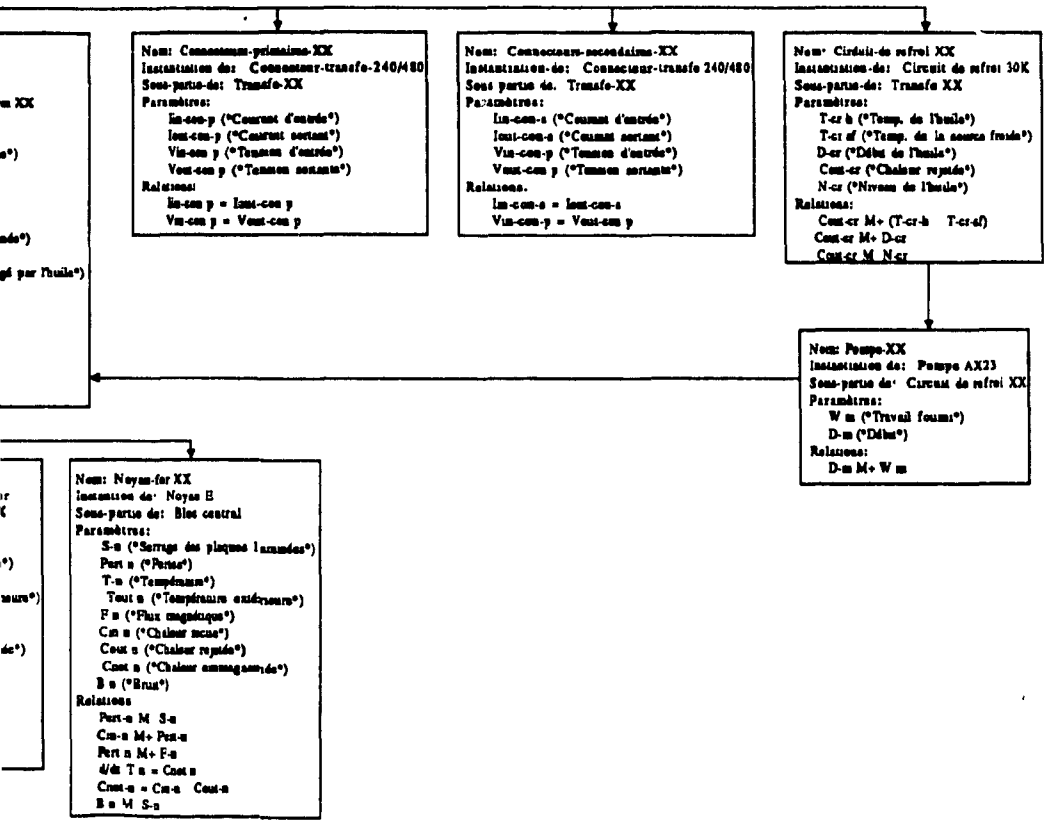 n XX
e")
nde")
gé par l'huile")
Nom: Connecteurs-primaires-XX
Instantiation de: Connecteur-transfo-240/480
Sous-partie-de: Transfo-XX
Paramètres:
Iin-con-p ("Courant d'entrée")
Iout-con-p ("Courant sortant")
Vin-con p ("Tension d'entrée")
Vout-con p ("Tension sortante")
Relations:
Iin-con p = Iout-con p
Vin-con p = Vout-con p
Nom: Connecteurs-secondaires-XX
Instantiation-de: Connecteur-transfo 240/480
Sous partie de. Transfo-XX
Paramètres:
Iin-con-s ("Courant d'entrée")
Iout-con-s ("Courant sortant")
Vin-con-p ("Tension d'entrée")
Vout-con p ("Tension sortante")
Relations.
Iin-con-s = Iout-con-s
Vin-con-p = Vout-con p
Nom· Cirduit-de refroi XX
Instantiation-de: Circuit de refroi 30K
Sous-partie-de: Transfo XX
Paramètres:
T-cr h ("Temp. de l'huile")
T-cr sf ("Temp. de la source froide")
D-cr ("Débit de l'huile")
Cout-cr ("Chaleur rejetée")
N-cr ("Niveau de l'huile")
Relations:
Cout-cr M+ (T-cr-h T-cr-sf)
Cout-cr M+ D-cr
Cout-cr M N-cr
Nom: Pompe-XX
Instantiation de: Pompe AX23
Sous-partie de· Circuit de refroi XX
Paramètres:
W m ("Travail fourni")
D-m ("Débit")
Relations:
D-m M+ W m
ur
X
")
ieure")
ée")
Nom: Noyau-fer XX
Instantiation de· Noyau E
Sous-partie de: Bloc central
Paramètres:
S-n ("Serrage des plaques laminées")
Pert n ("Pertes")
T-n ("Température")
Tout n ("Température extérieure")
F n ("Flux magnétique")
Cin n ("Chaleur reçue")
Cout n ("Chaleur rejetée")
Cnet n ("Chaleur emmagasinée")
B n ("Bruit")
Relations
Pert-n M S-n
Cin-n M+ Pert-n
Pert n M+ F-n
d/dt T n = Cnet n
Cnet-n = Cin-n Cout-n
B n M S-n